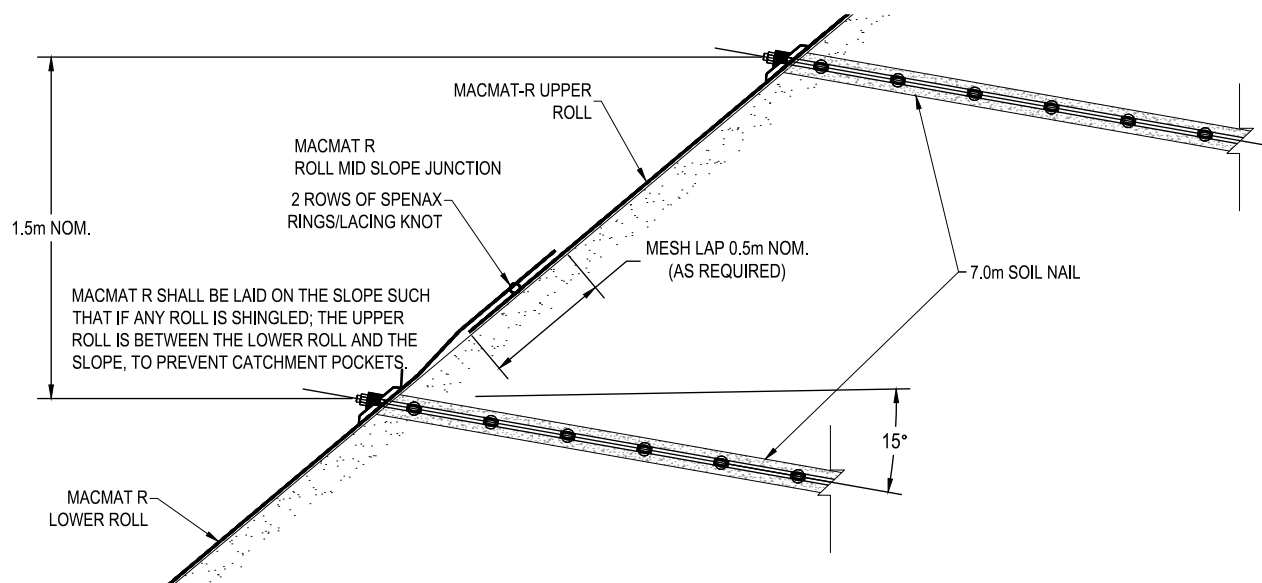 MACMAT-R UPPER
ROLL
MACMAT R
ROLL MID SLOPE JUNCTION
2 ROWS OF SPENAX
RINGS/LACING KNOT
1.5m NOM.
MESH LAP 0.5m NOM.
(AS REQUIRED)
7.0m SOIL NAIL
MACMAT R SHALL BE LAID ON THE SLOPE SUCH
THAT IF ANY ROLL IS SHINGLED; THE UPPER
ROLL IS BETWEEN THE LOWER ROLL AND THE
SLOPE, TO PREVENT CATCHMENT POCKETS.
15°
MACMAT R
LOWER ROLL